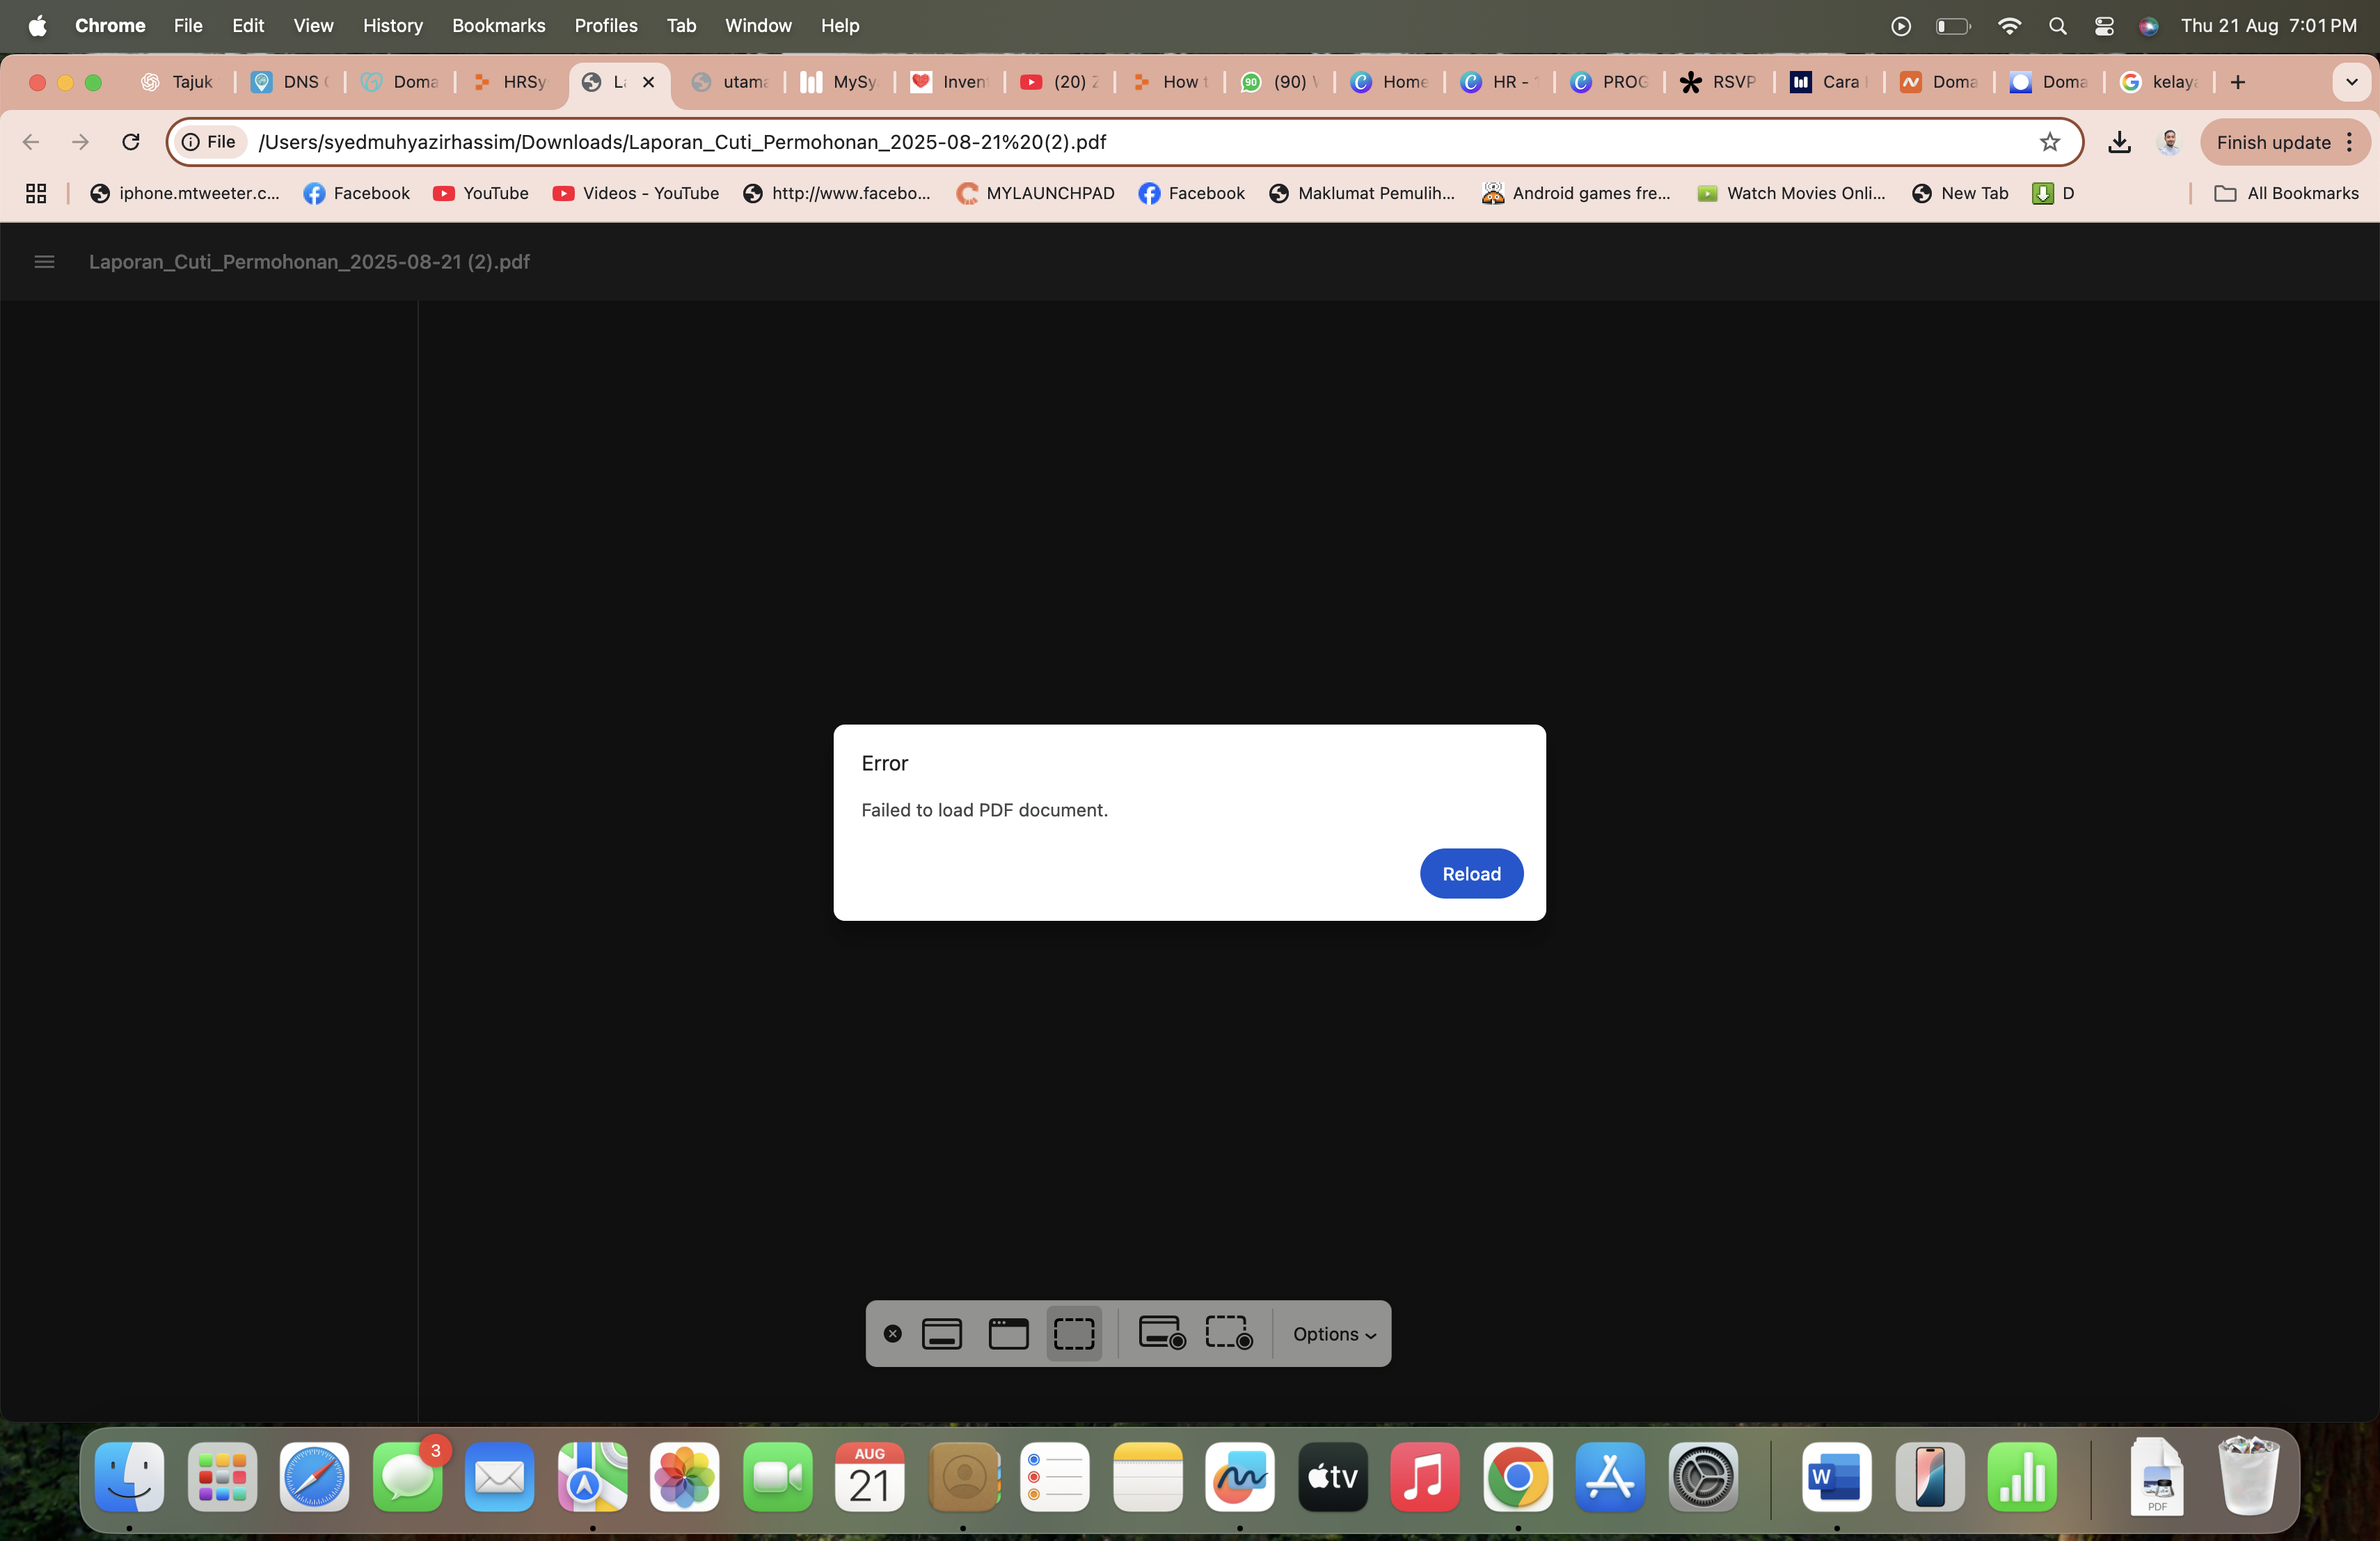 Chrome File Edit View History Bookmarks Profiles Tab Window Help Thu 21 Aug 7:01 PM
Tajuk DNS Doma HRSy utama MySy Inven (20) How t 90 (90) Home HR - PROG RSVP Cara Doma Doma kelaya
File /Users/syedmuhyazirhassim/Downloads/Laporan_Cuti_Permohonan_2025-08-21%20(2).pdf Finish update
iphone.mtweeter.c... Facebook YouTube Videos - YouTube http://www.facebo... MYLAUNCHPAD Facebook Maklumat Pemulih... Android games fre... Watch Movies Onli... New Tab D All Bookmarks
Laporan_Cuti_Permohonan_2025-08-21 (2).pdf
Error
Failed to load PDF document.
Reload
Options
3 AUG 21 tv W PDF